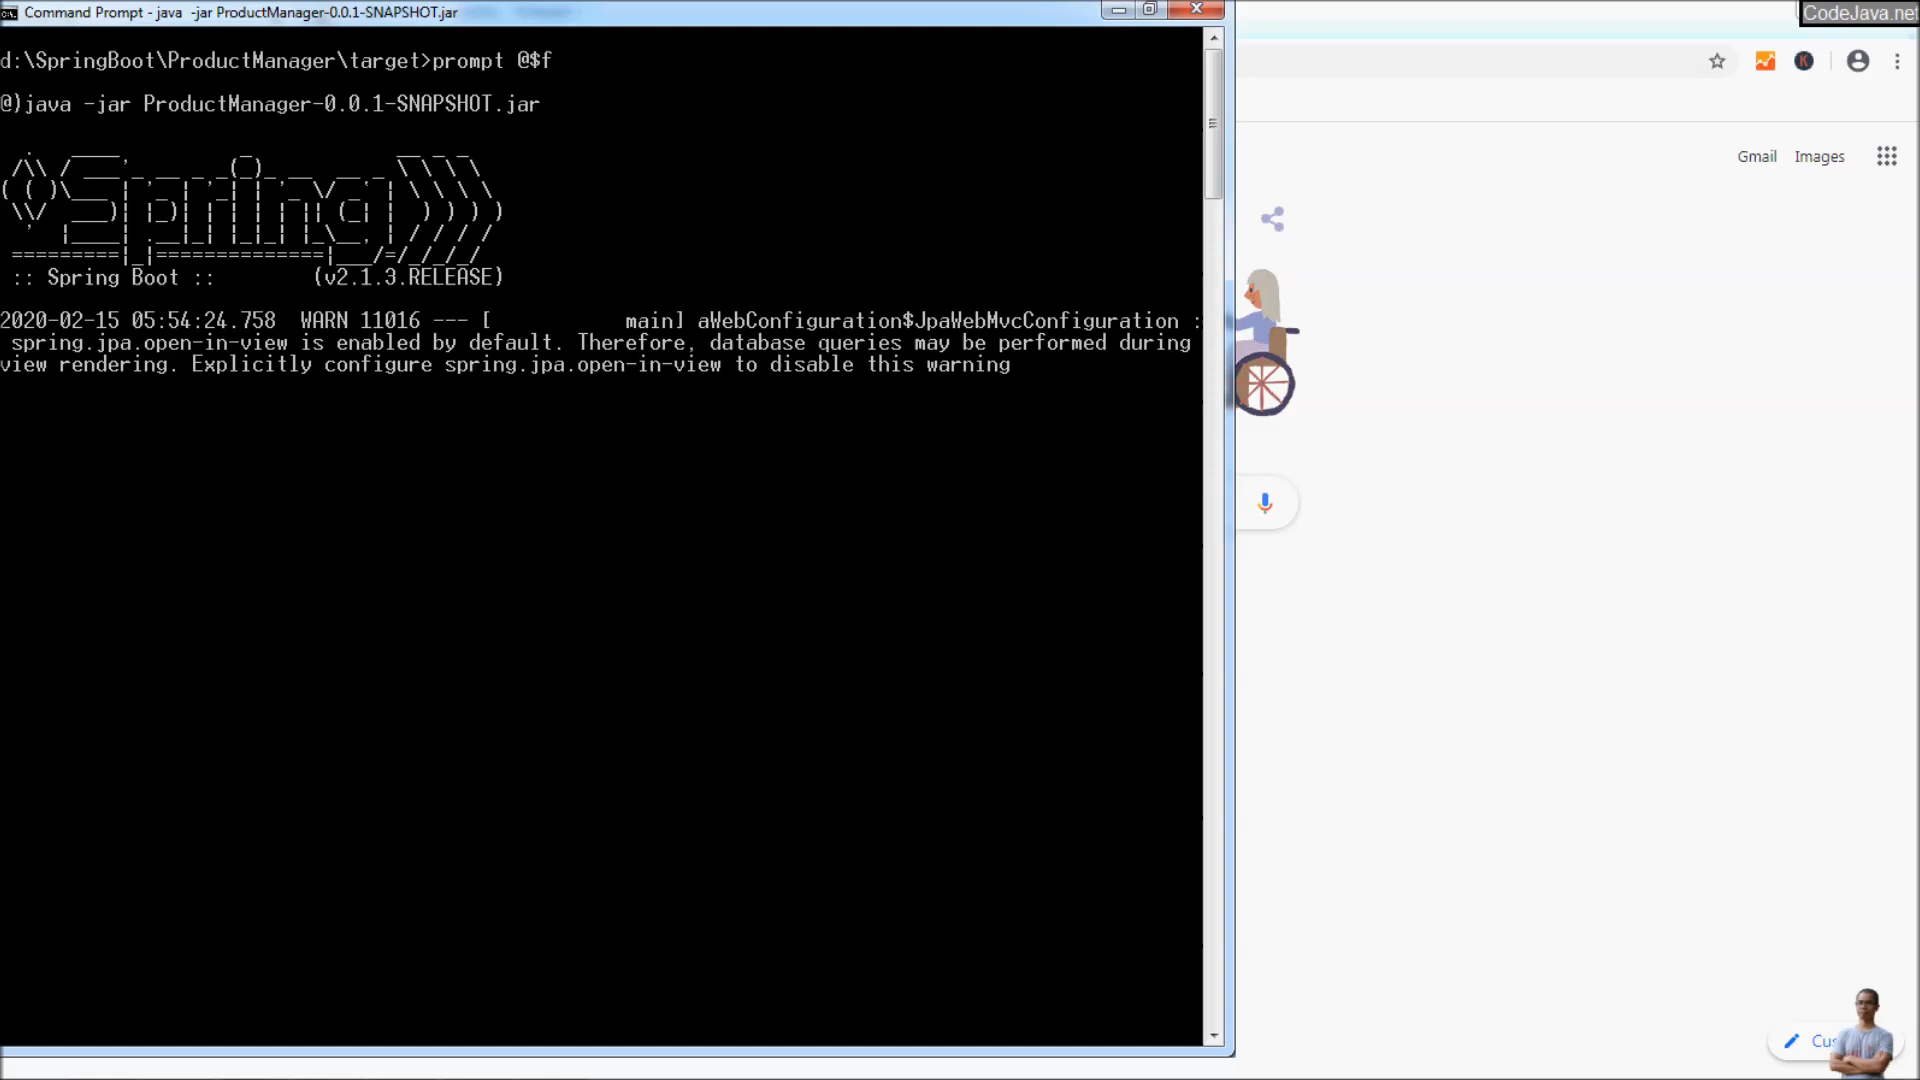 Command Prompt - java  -jar ProductManager-0.0.1-SNAPSHOT.jar
CodeJava.net
d:\SpringBoot\ProductManager\target>prompt @$f
@)java -jar ProductManager-0.0.1-SNAPSHOT.jar
Spring
:: Spring Boot ::        (v2.1.3.RELEASE)
2020-02-15 05:54:24.758  WARN 11016 --- [           main] aWebConfiguration$JpaWebMvcConfiguration :
spring.jpa.open-in-view is enabled by default. Therefore, database queries may be performed during
view rendering. Explicitly configure spring.jpa.open-in-view to disable this warning
Gmail
Images
K